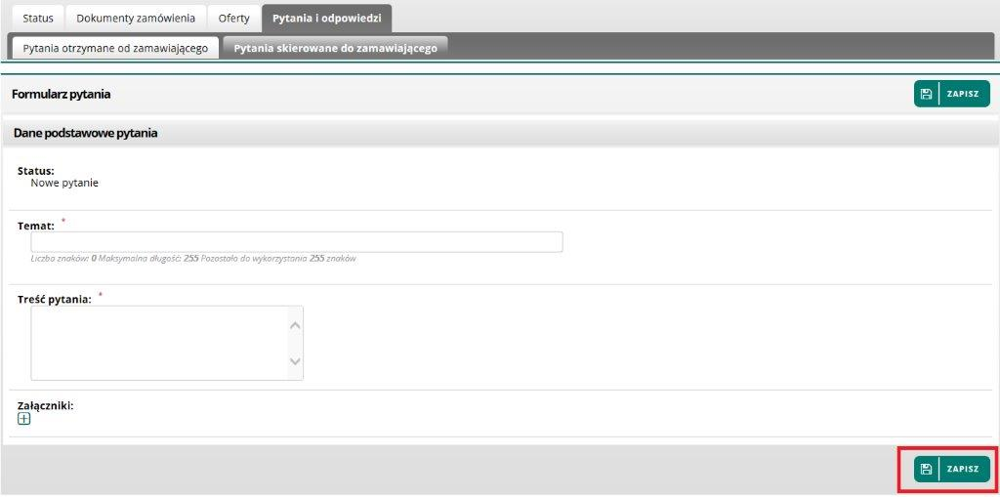 Status Dokumenty zamówienia Oferty Pytania i odpowiedzi
Pytania otrzymane od zamawiającego Pytania skierowane do zamawiającego
Formularz pytania ZAPISZ
Dane podstawowe pytania
Status:
Nowe pytanie
Temat: *
Liczba znaków: 0 Maksymalna długość: 255 Pozostało do wykorzystania 255 znaków
Treść pytania: *
Załączniki:
ZAPISZ